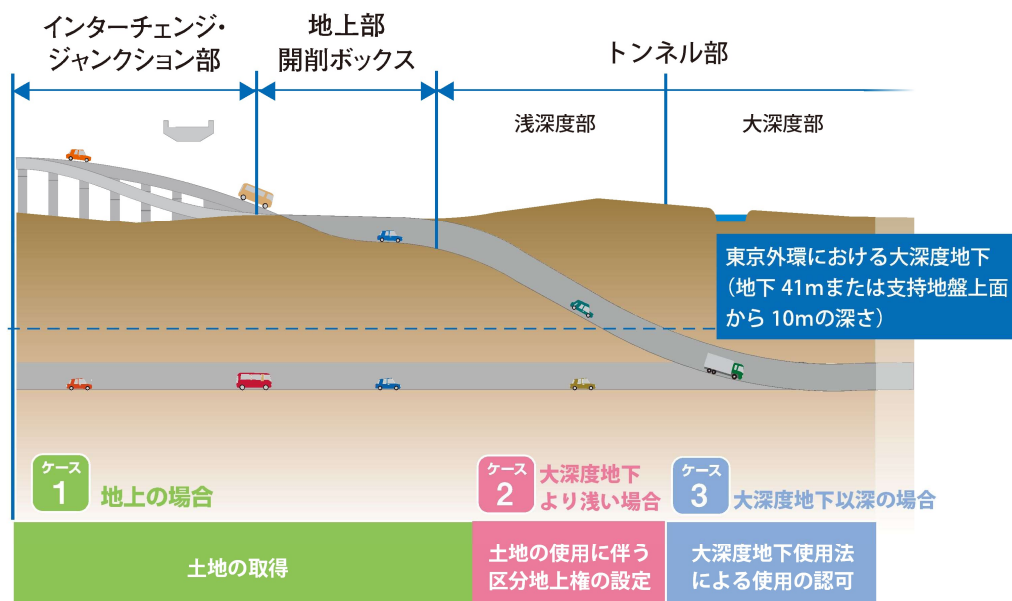 インターチェンジ・
ジャンクション部
地上部
開削ボックス
トンネル部
浅深度部
大深度部
東京外環における大深度地下
（地下 41mまたは支持地盤上面
から 10mの深さ）
ケース
1
地上の場合
ケース
2
大深度地下
より浅い場合
ケース
3
大深度地下以深の場合
土地の取得
土地の使用に伴う
区分地上権の設定
大深度地下使用法
による使用の認可